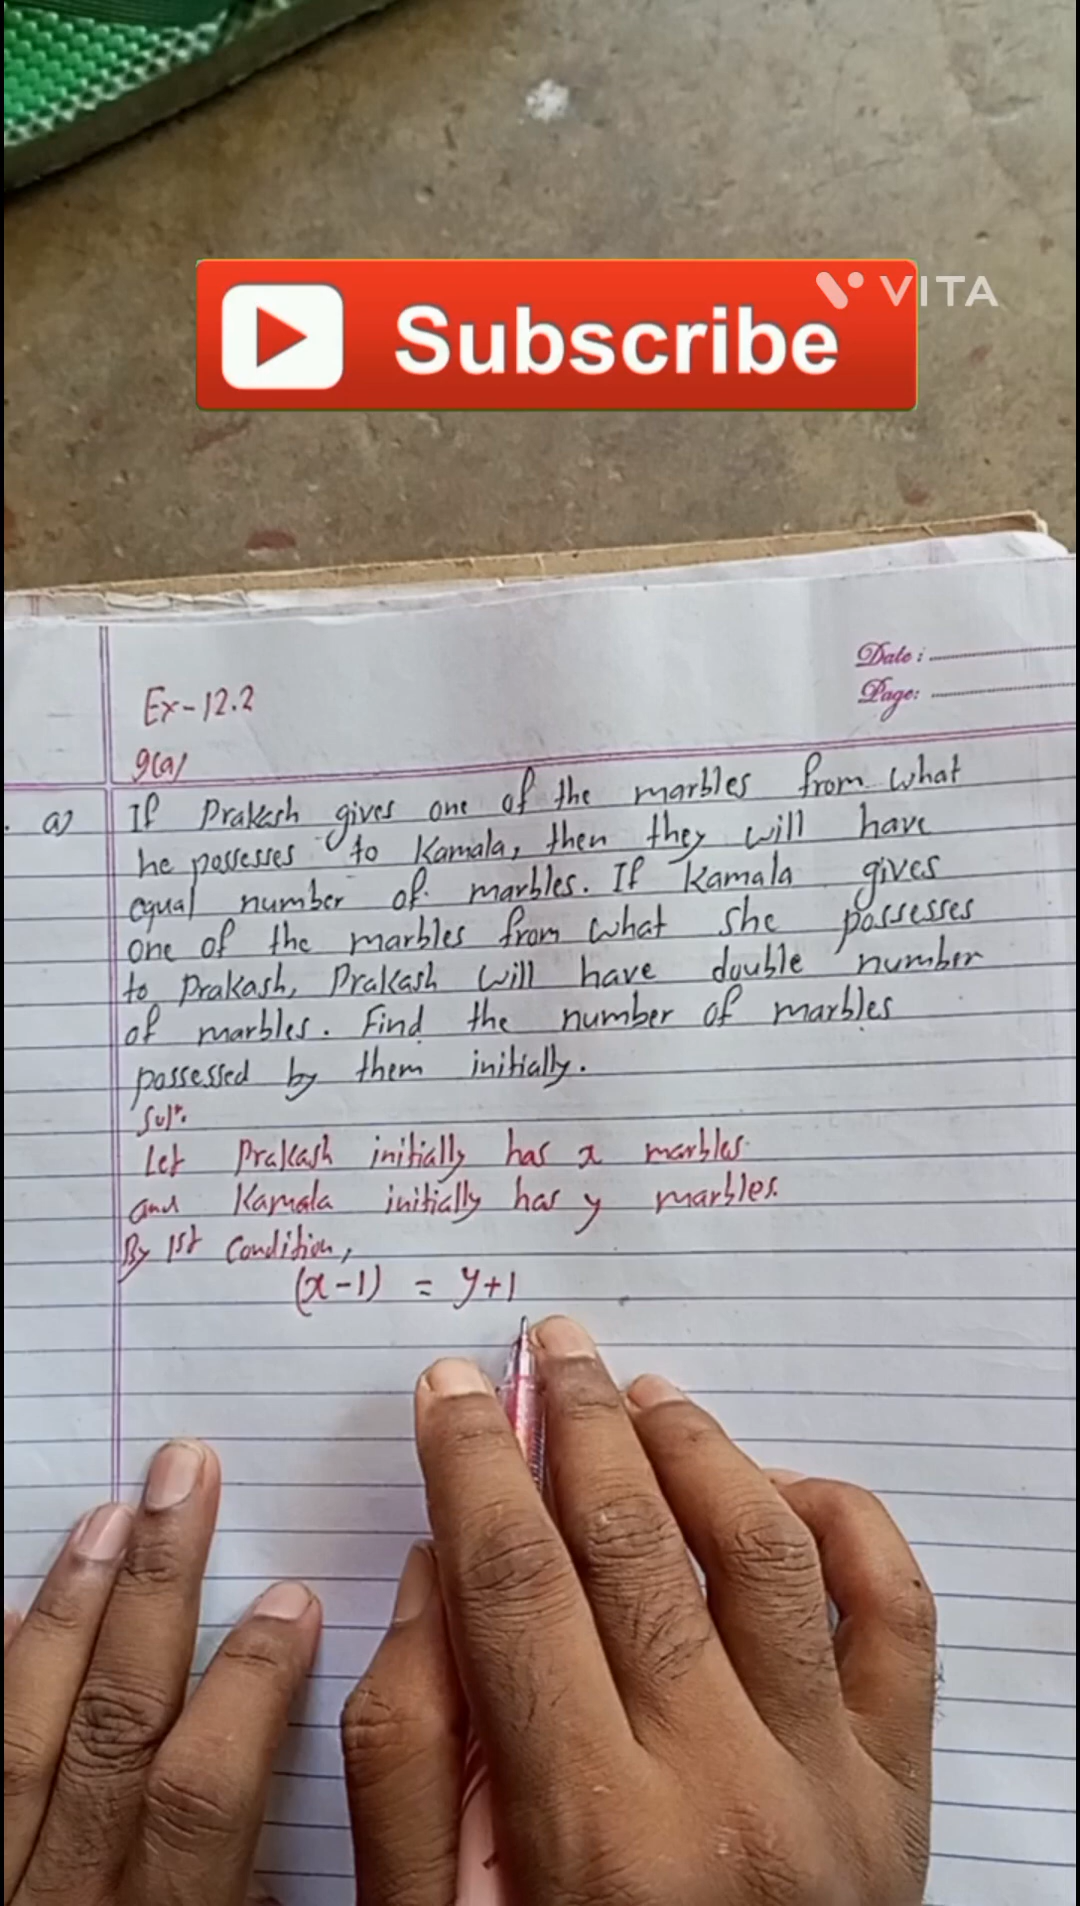 Subscribe
VITA
Date:
Page:
Ex-12.2
9(a)
a) If Prakash gives one of the marbles from what
he possesses to Kamala, then they will have
equal number of marbles. If Kamala gives
one of the marbles from what she possesses
to Prakash, Prakash will have double number
of marbles. Find the number of marbles
possessed by them initially.
Solⁿ.
Let Prakash initially has x marbles
and Kamala initially has y marbles.
By 1st Condition,
(x-1) = y+1